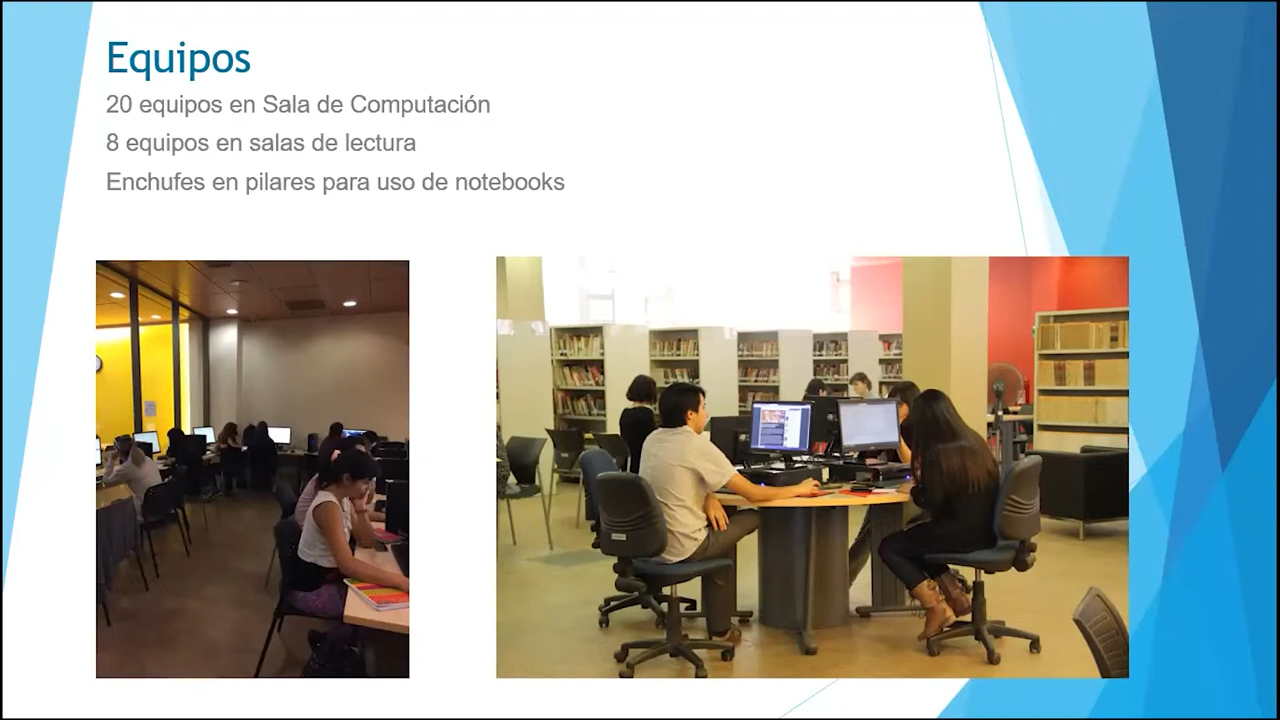 Equipos
20 equipos en Sala de Computación
8 equipos en salas de lectura
Enchufes en pilares para uso de notebooks